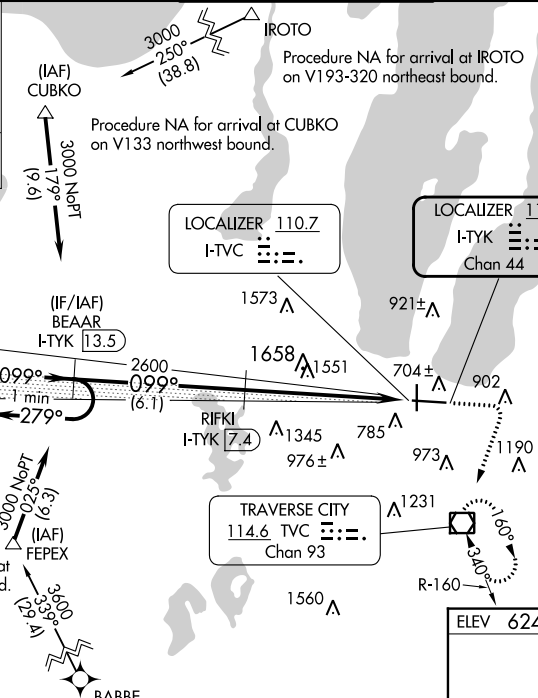 3000
250°
(38.8)
IROTO
Procedure NA for arrival at IROTO
on V193-320 northeast bound.
(IAF)
CUBKO
Procedure NA for arrival at CUBKO
on V133 northwest bound.
3000 NoPT
179°
(9.6)
LOCALIZER 110.7
I-TVC
LOCALIZER
I-TYK
Chan 44
1573
921±
(IF/IAF)
BEAAR
I-TYK 13.5
2600
1658
1551
704±
902
099°
099°
1 min
(6.1)
279°
RIFKI
I-TYK 7.4
1345
785
976±
973
1190
3000 NoPT
025°
(6.3)
(IAF)
FEPEX
at
d.
TRAVERSE CITY
114.6 TVC
Chan 93
1231
160°
340°
R-160
3600
339°
(29.4)
1560
ELEV 624
BABBE